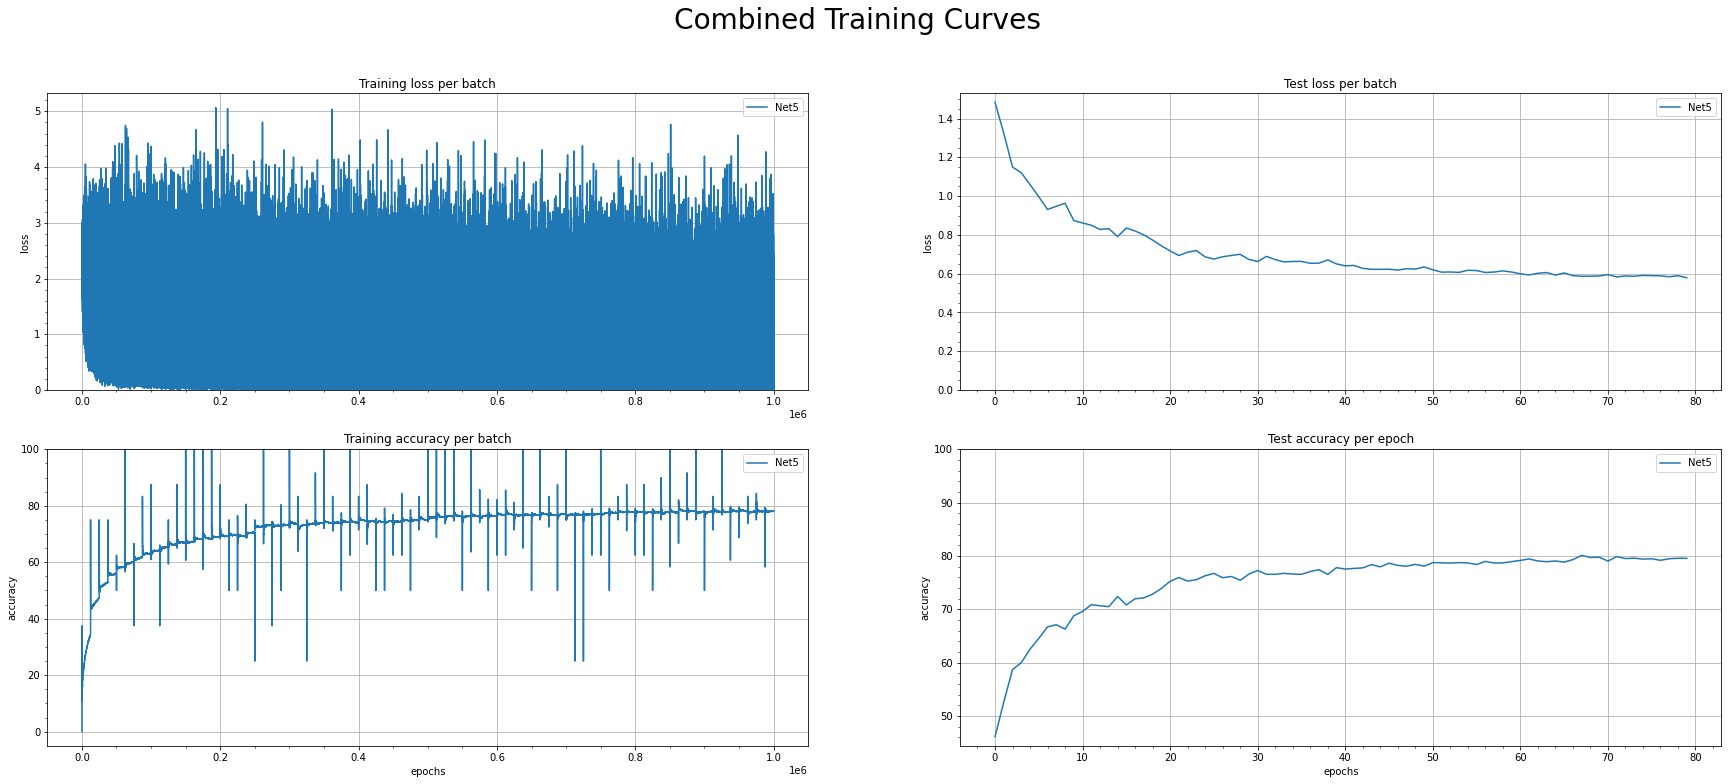 Combined Training Curves
Training loss per batch
Net5
loss
5
4
3
2
1
0
0.0 0.2 0.4 0.6 0.8 1.0
1e6
Test loss per batch
Net5
loss
1.4
1.2
1.0
0.8
0.6
0.4
0.2
0.0
0 10 20 30 40 50 60 70 80
Training accuracy per batch
Net5
accuracy
100
80
60
40
20
0
0.0 0.2 0.4 0.6 0.8 1.0
1e6
epochs
Test accuracy per epoch
Net5
accuracy
100
90
80
70
60
50
0 10 20 30 40 50 60 70 80
epochs